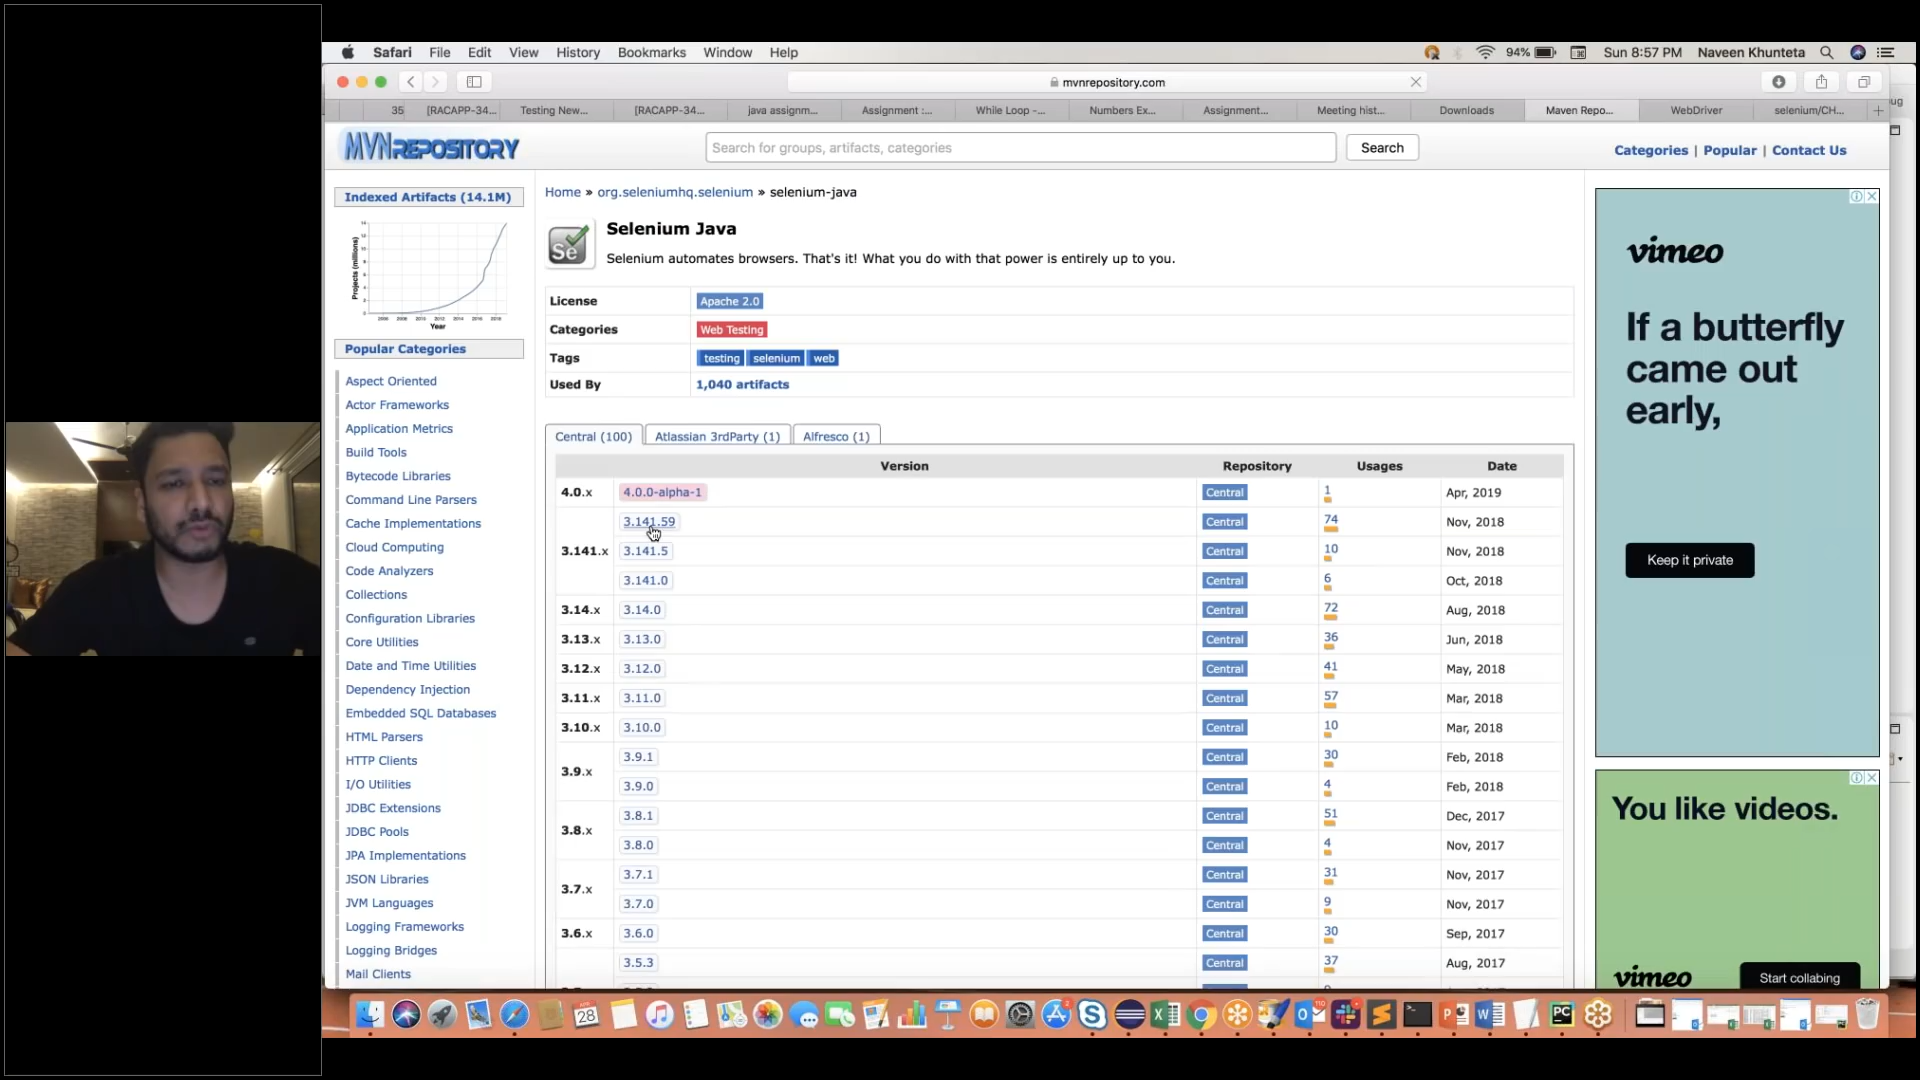 Safari File Edit View History Bookmarks Window Help
94% Sun 8:57 PM Naveen Khunteta
mvnrepository.com
35 [RACAPP-34... Testing New... [RACAPP-34... java assignm... Assignment :... While Loop -... Numbers Ex... Assignment... Meeting hist... Downloads Maven Repo... WebDriver selenium/CH...
MVNREPOSITORY
Search for groups, artifacts, categories
Search
Categories | Popular | Contact Us
Indexed Artifacts (14.1M)
Projects (millions)
Year
Popular Categories
Aspect Oriented
Actor Frameworks
Application Metrics
Build Tools
Bytecode Libraries
Command Line Parsers
Cache Implementations
Cloud Computing
Code Analyzers
Collections
Configuration Libraries
Core Utilities
Date and Time Utilities
Dependency Injection
Embedded SQL Databases
HTML Parsers
HTTP Clients
I/O Utilities
JDBC Extensions
JDBC Pools
JPA Implementations
JSON Libraries
JVM Languages
Logging Frameworks
Logging Bridges
Mail Clients
Home » org.seleniumhq.selenium » selenium-java
Se
Selenium Java
Selenium automates browsers. That's it! What you do with that power is entirely up to you.
License Apache 2.0
Categories Web Testing
Tags testing selenium web
Used By 1,040 artifacts
Central (100) Atlassian 3rdParty (1) Alfresco (1)
Version Repository Usages Date
4.0.x 4.0.0-alpha-1 Central 1 Apr, 2019
3.141.59 Central 74 Nov, 2018
3.141.x 3.141.5 Central 10 Nov, 2018
3.141.0 Central 6 Oct, 2018
3.14.x 3.14.0 Central 72 Aug, 2018
3.13.x 3.13.0 Central 36 Jun, 2018
3.12.x 3.12.0 Central 41 May, 2018
3.11.x 3.11.0 Central 57 Mar, 2018
3.10.x 3.10.0 Central 10 Mar, 2018
3.9.x
3.9.1 Central 30 Feb, 2018
3.9.0 Central 4 Feb, 2018
3.8.x
3.8.1 Central 51 Dec, 2017
3.8.0 Central 4 Nov, 2017
3.7.x
3.7.1 Central 31 Nov, 2017
3.7.0 Central 9 Nov, 2017
3.6.x 3.6.0 Central 30 Sep, 2017
3.5.3 Central 37 Aug, 2017
vimeo
If a butterfly
came out
early,
Keep it private
You like videos.
vimeo
Start collabing
28
PC